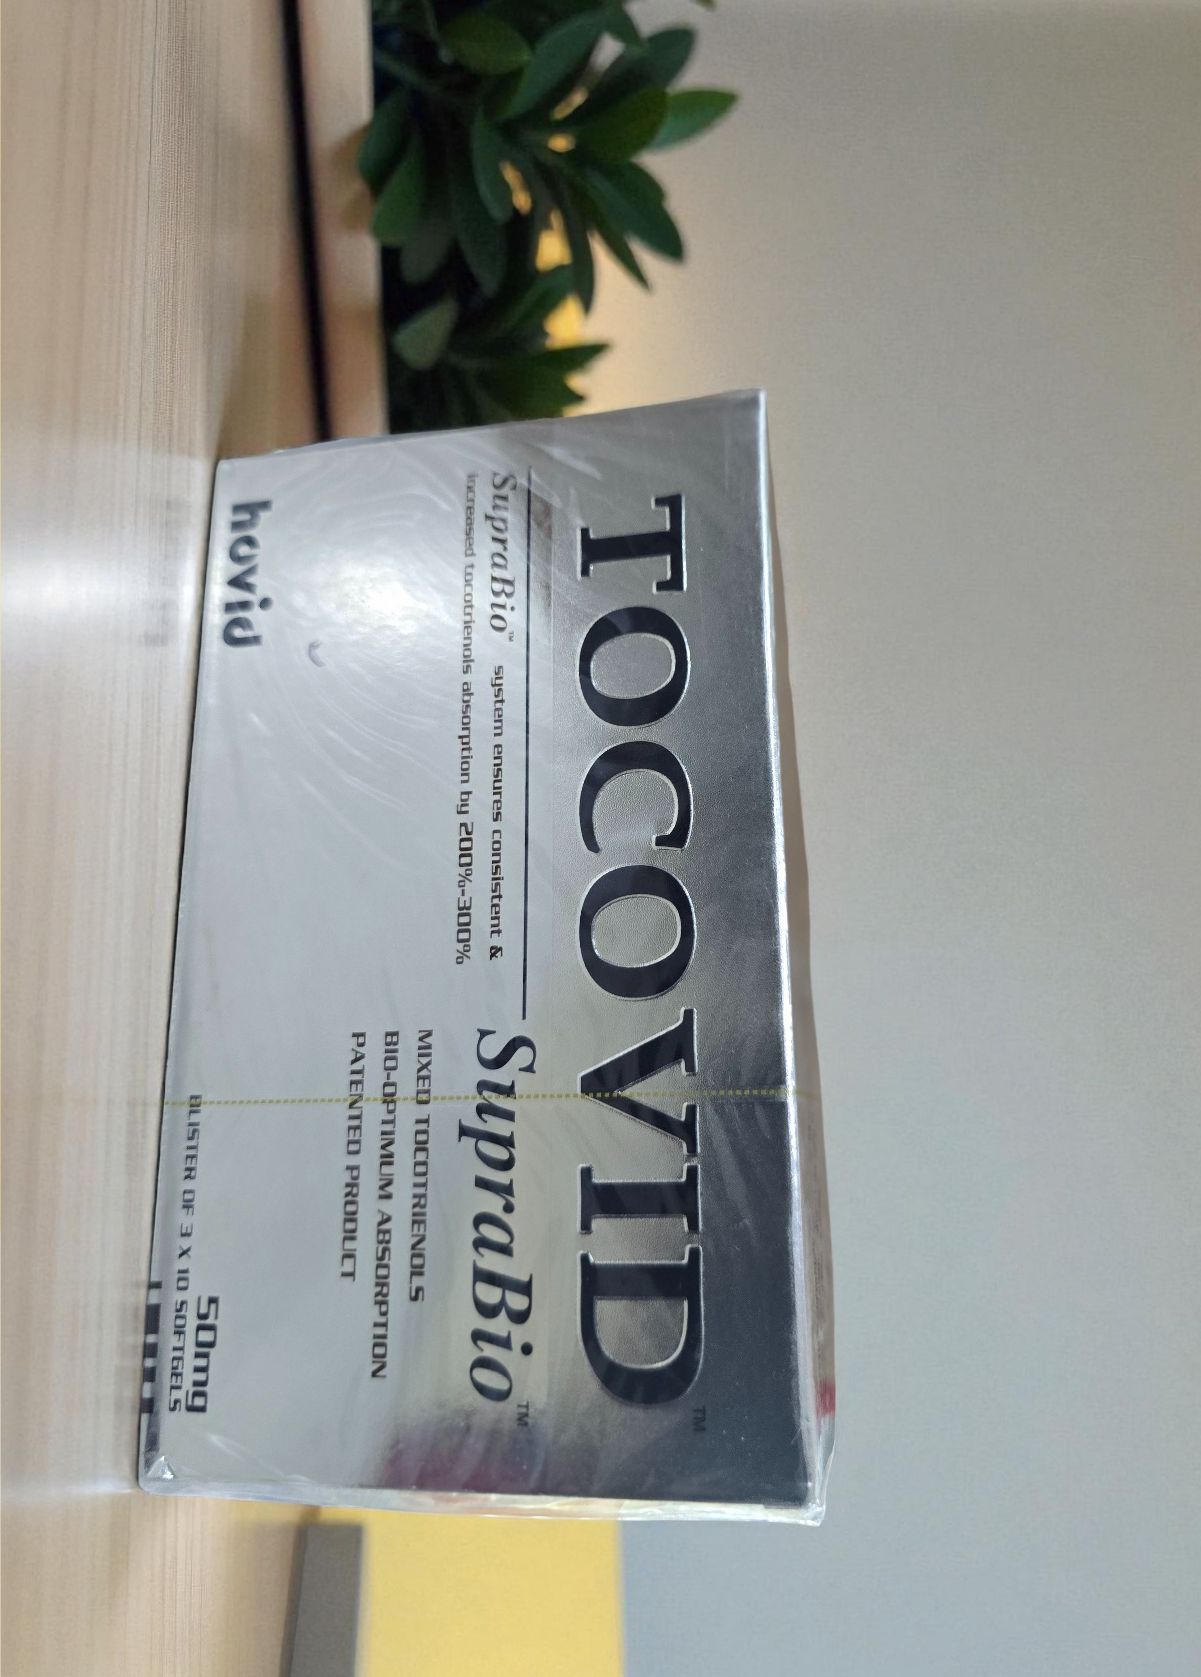 TOCOVID™
SupraBio™
SupraBio™ system ensures consistent &
increased tocotrienols absorption by 200%-300%
MIXED TOCOTRIENOLS
BIO-OPTIMUM ABSORPTION
PATENTED PRODUCT
hovid
50mg
BLISTER OF 3 X 10 SOFTGELS